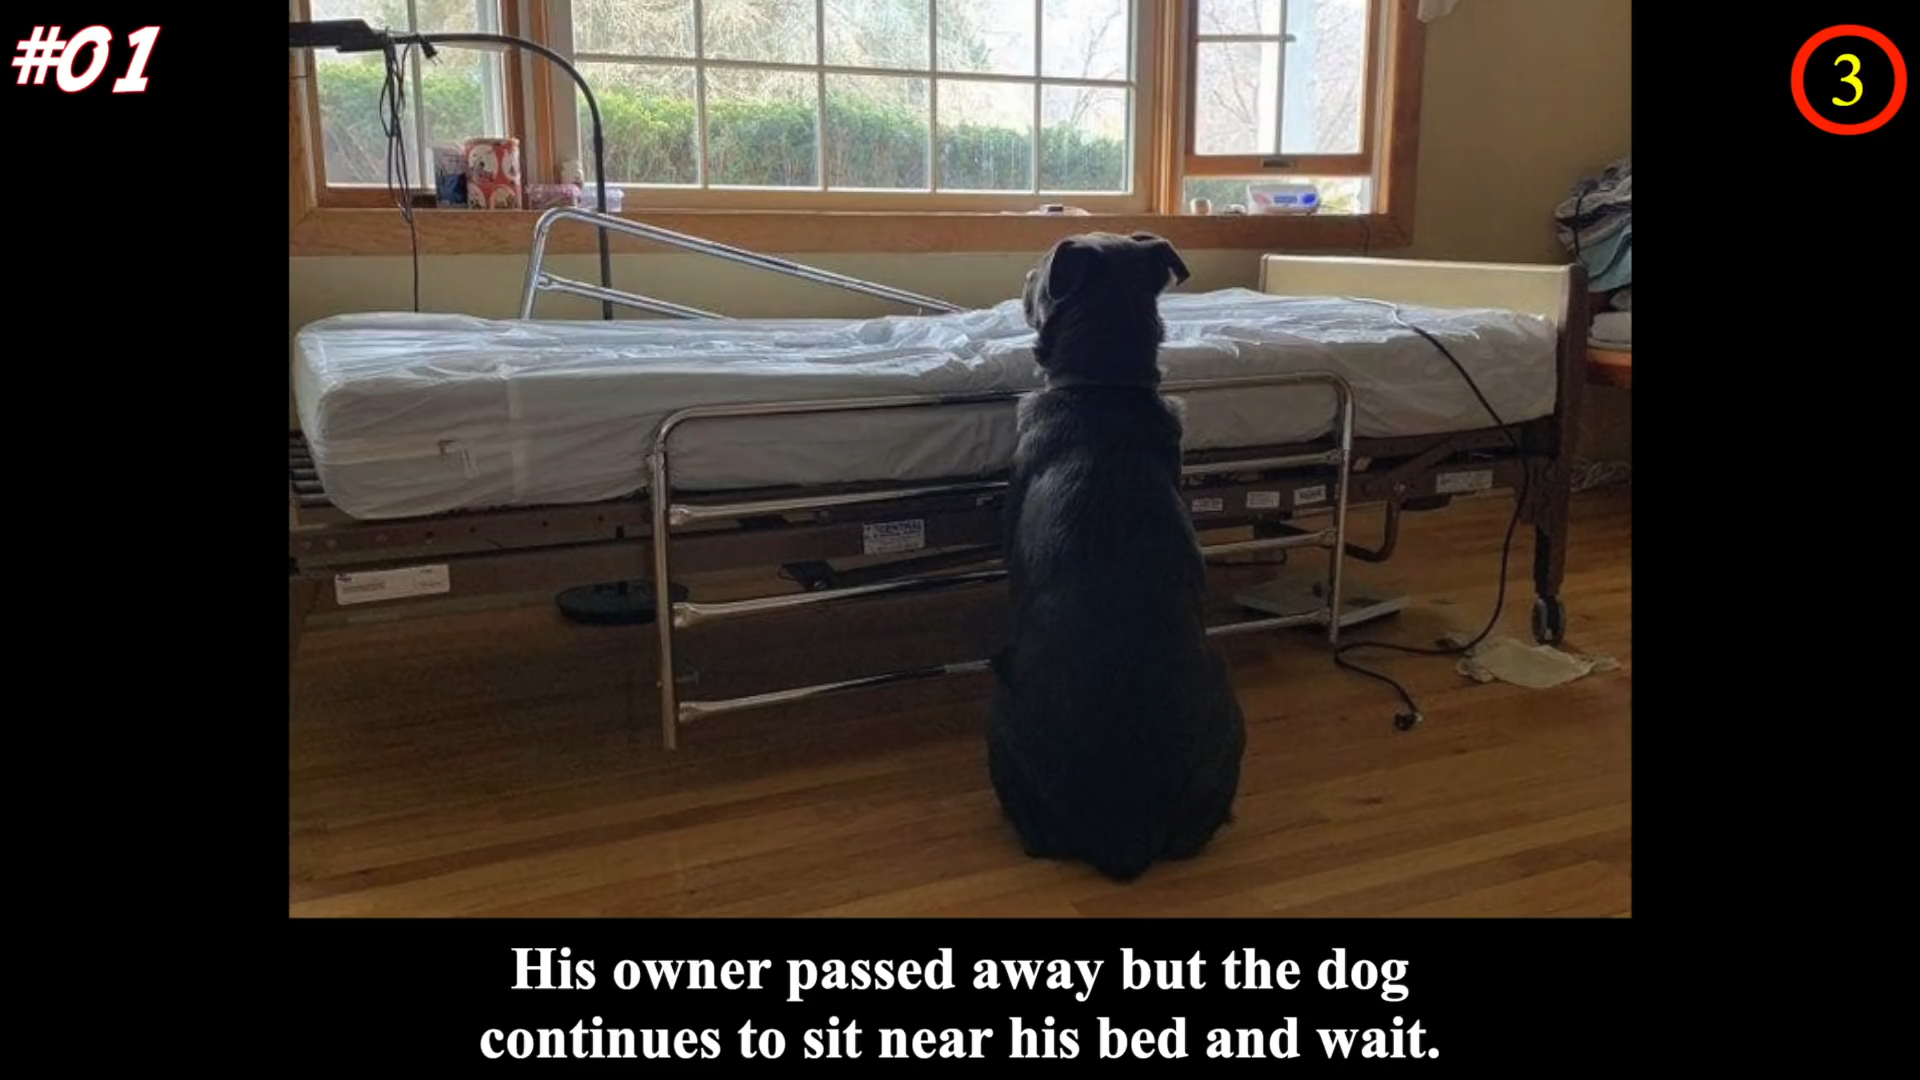 #01
3
His owner passed away but the dog
continues to sit near his bed and wait.